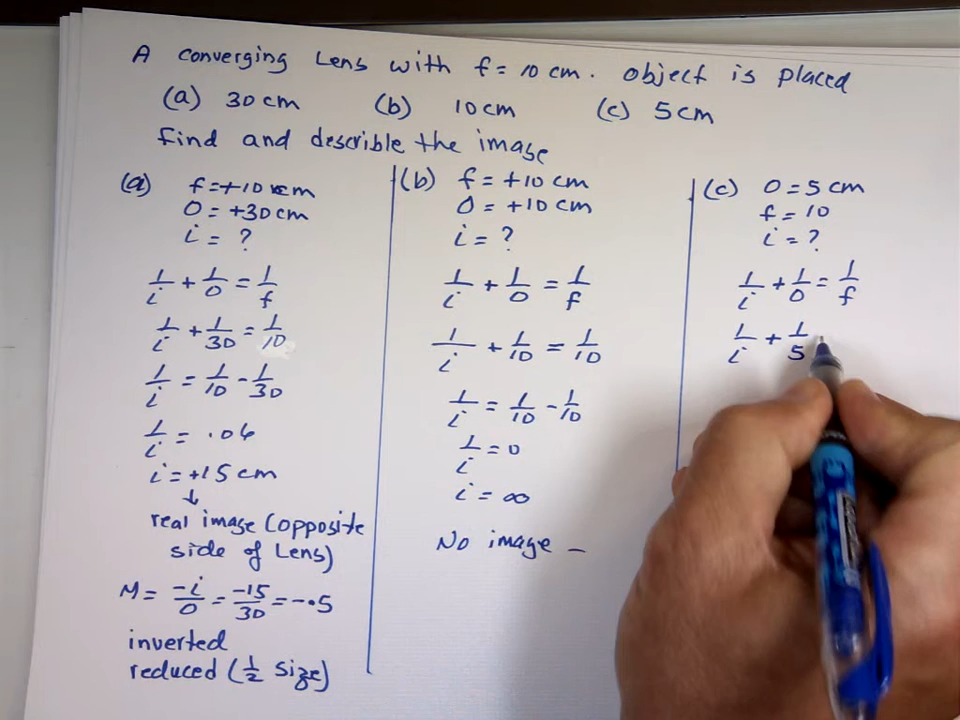 A converging Lens with f = 10 cm. object is placed
(a) 30 cm (b) 10 cm (c) 5 cm
Find and describle the image
(a) f = +10 cm
O = +30 cm
i = ?
1/i + 1/O = 1/f
1/i + 1/30 = 1/10
1/i = 1/10 - 1/30
1/i = .06
i = +15 cm
↓
real image (opposite
side of Lens)
M = -i/O = -15/30 = -.5
inverted
reduced (1/2 size)
(b) f = +10 cm
O = +10 cm
i = ?
1/i + 1/O = 1/f
1/i + 1/10 = 1/10
1/i = 1/10 - 1/10
1/i = 0
i = ∞
No image -
(c) O = 5 cm
f = 10
i = ?
1/i + 1/O = 1/f
1/i + 1/5